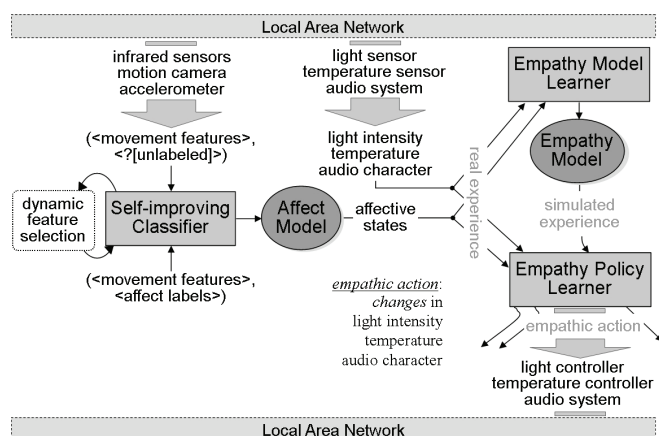 Local Area Network
infrared sensors
motion camera
accelerometer
light sensor
temperature sensor
audio system
Empathy Model
Learner
(<movement features>,
<?[unlabeled]>)
light intensity
temperature
audio character
real experience
Empathy
Model
dynamic
feature
selection
Self-improving
Classifier
Affect
Model
affective
states
simulated
experience
(<movement features>,
<affect labels>)
empathic action:
changes in
light intensity
temperature
audio character
Empathy Policy
Learner
empathic action
light controller
temperature controller
audio system
Local Area Network